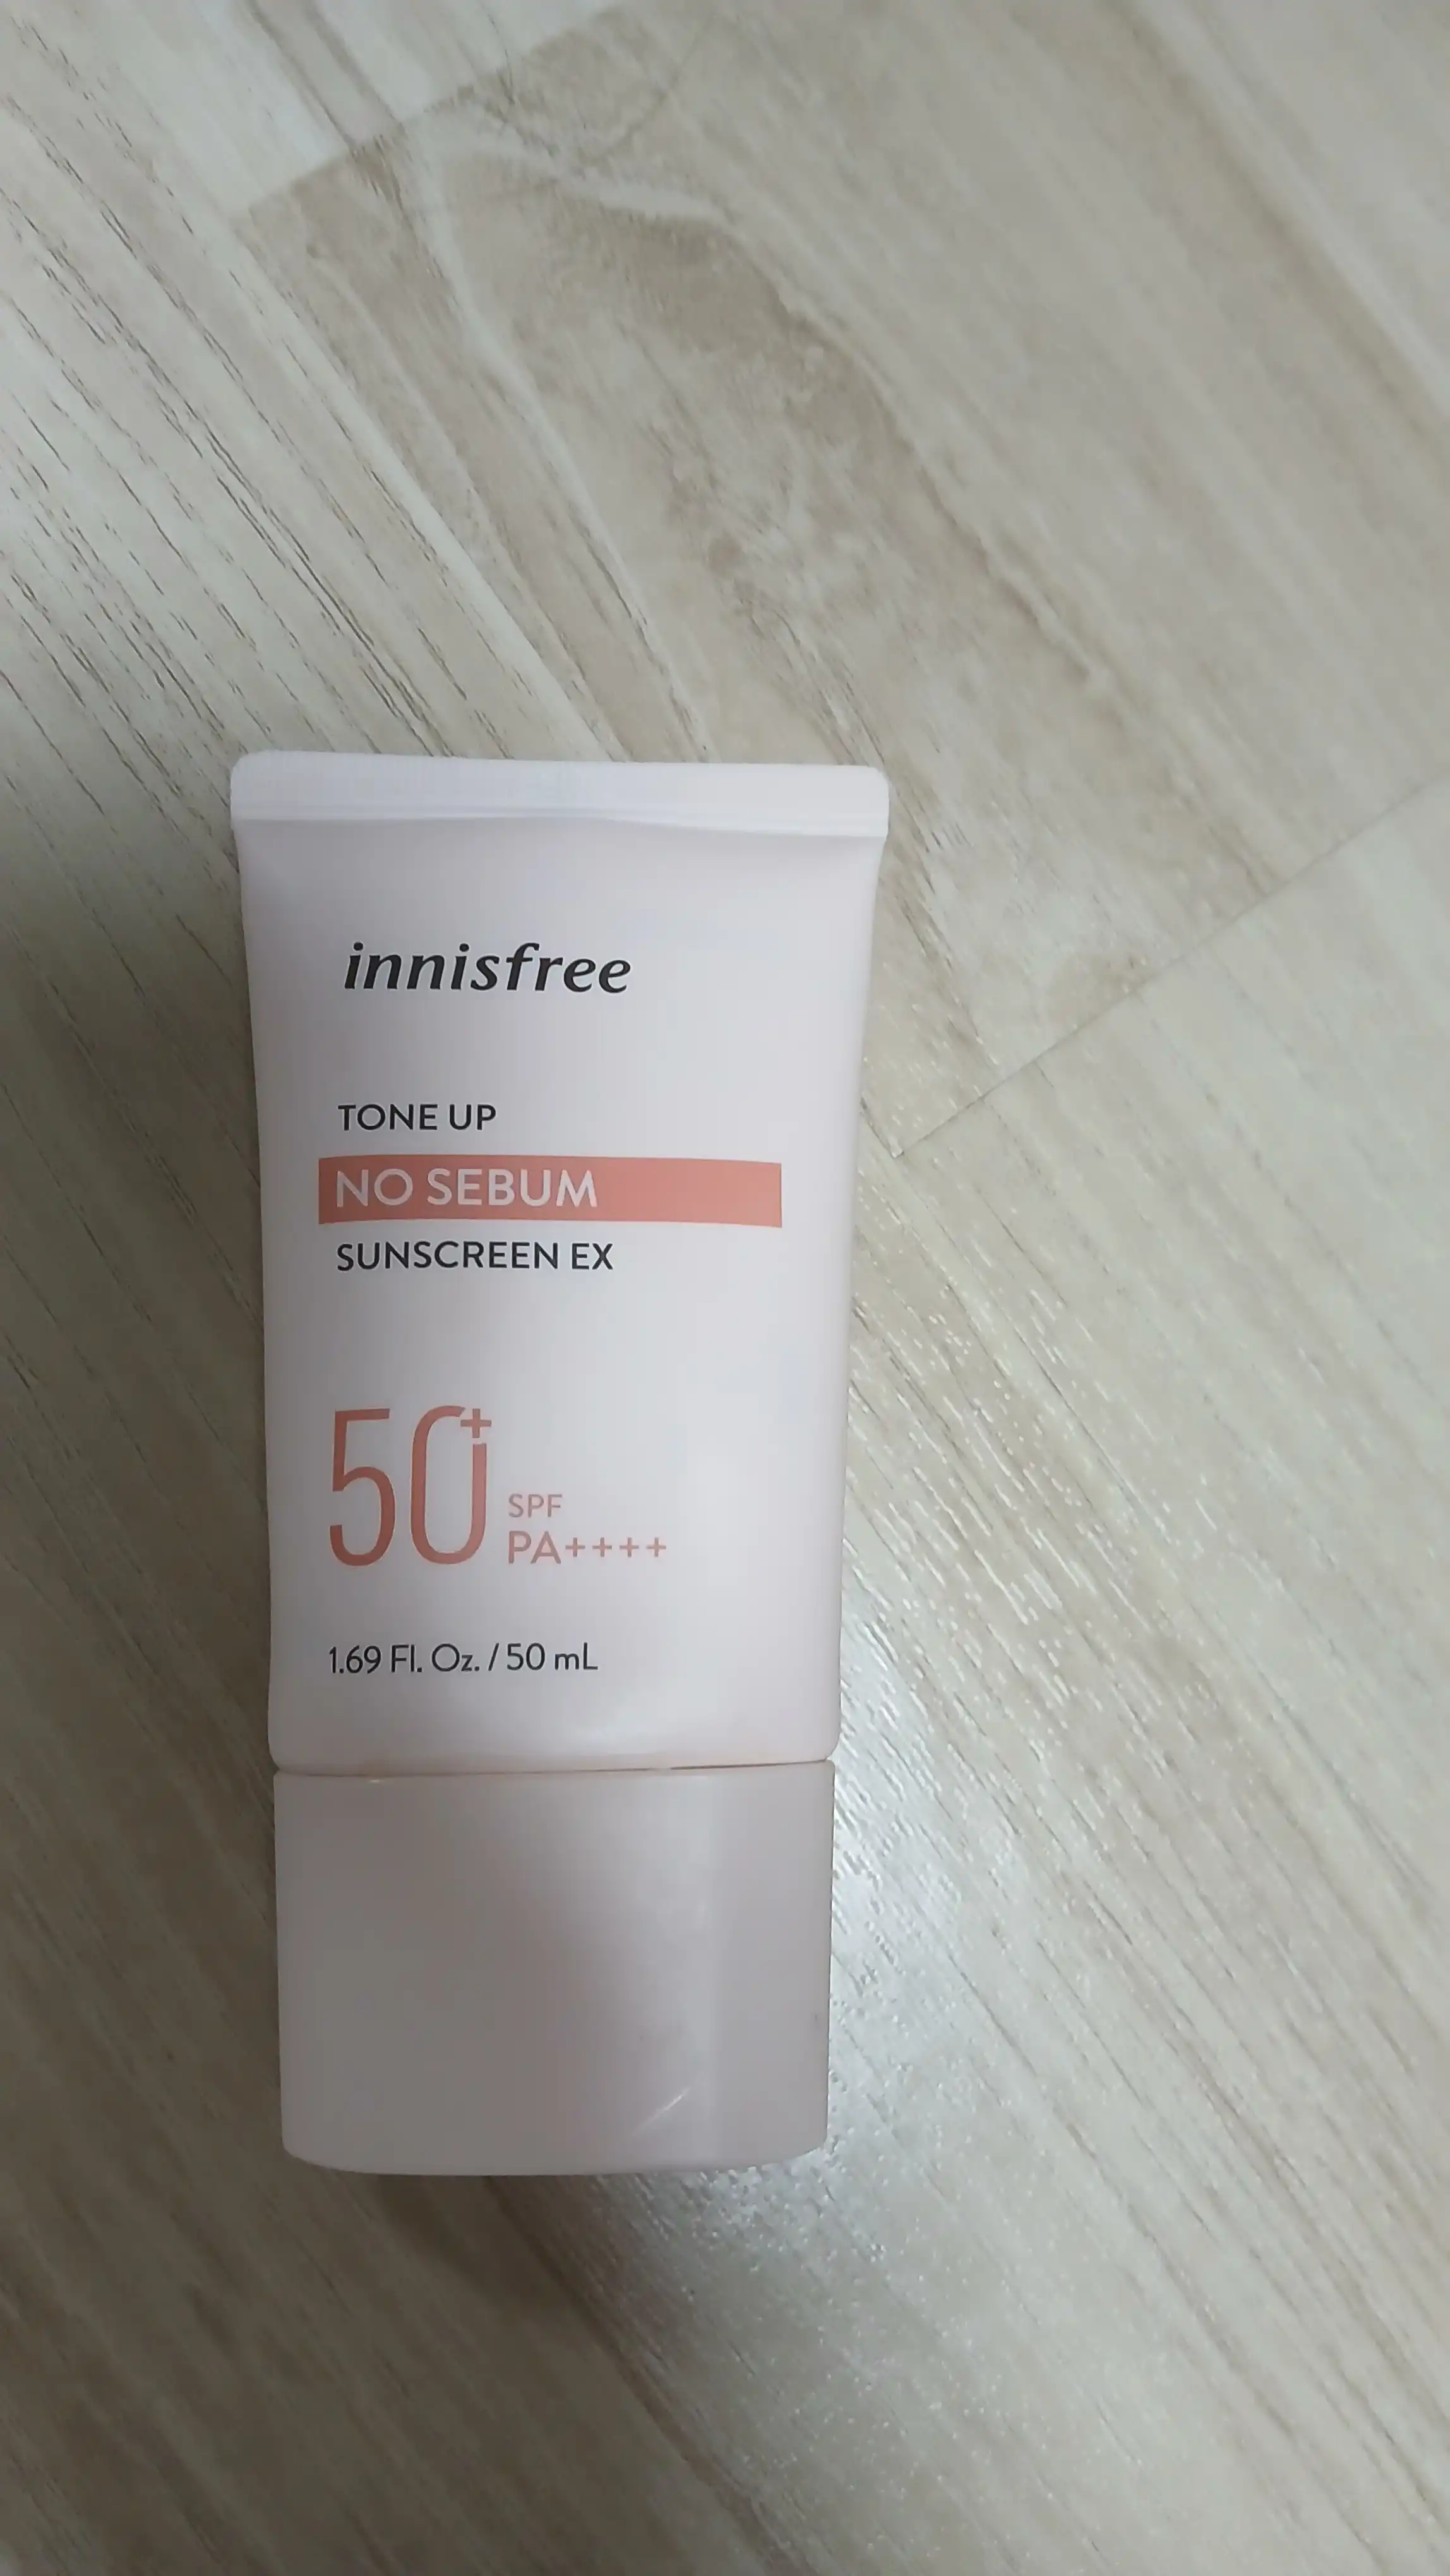 innisfree
TONE UP
NO SEBUM
SUNSCREEN EX
50+
SPF
PA++++
1.69 Fl. Oz. / 50 mL